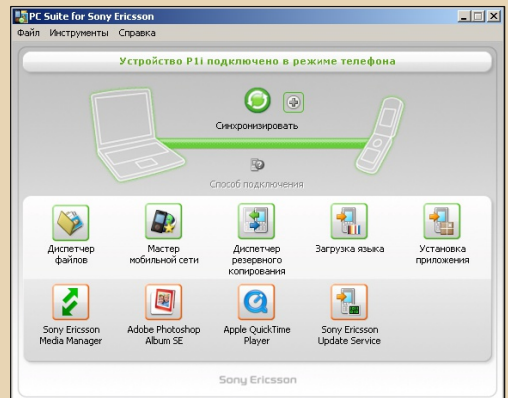 PC Suite for Sony Ericsson
Файл Инструменты Справка
Устройство P1i подключено в режиме телефона
Синхронизировать
Способ подключения
Диспетчер файлов
Мастер мобильной сети
Диспетчер резервного копирования
Загрузка языка
Установка приложения
Sony Ericsson Media Manager
Adobe Photoshop Album SE
Apple QuickTime Player
Sony Ericsson Update Service
Sony Ericsson